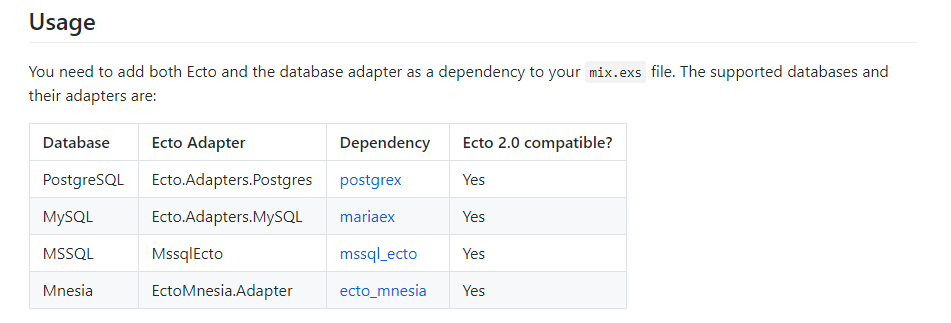 Usage
You need to add both Ecto and the database adapter as a dependency to your mix.exs file. The supported databases and
their adapters are:
Database Ecto Adapter Dependency Ecto 2.0 compatible?
PostgreSQL Ecto.Adapters.Postgres postgrex Yes
MySQL Ecto.Adapters.MySQL mariaex Yes
MSSQL MssqlEcto mssql_ecto Yes
Mnesia EctoMnesia.Adapter ecto_mnesia Yes